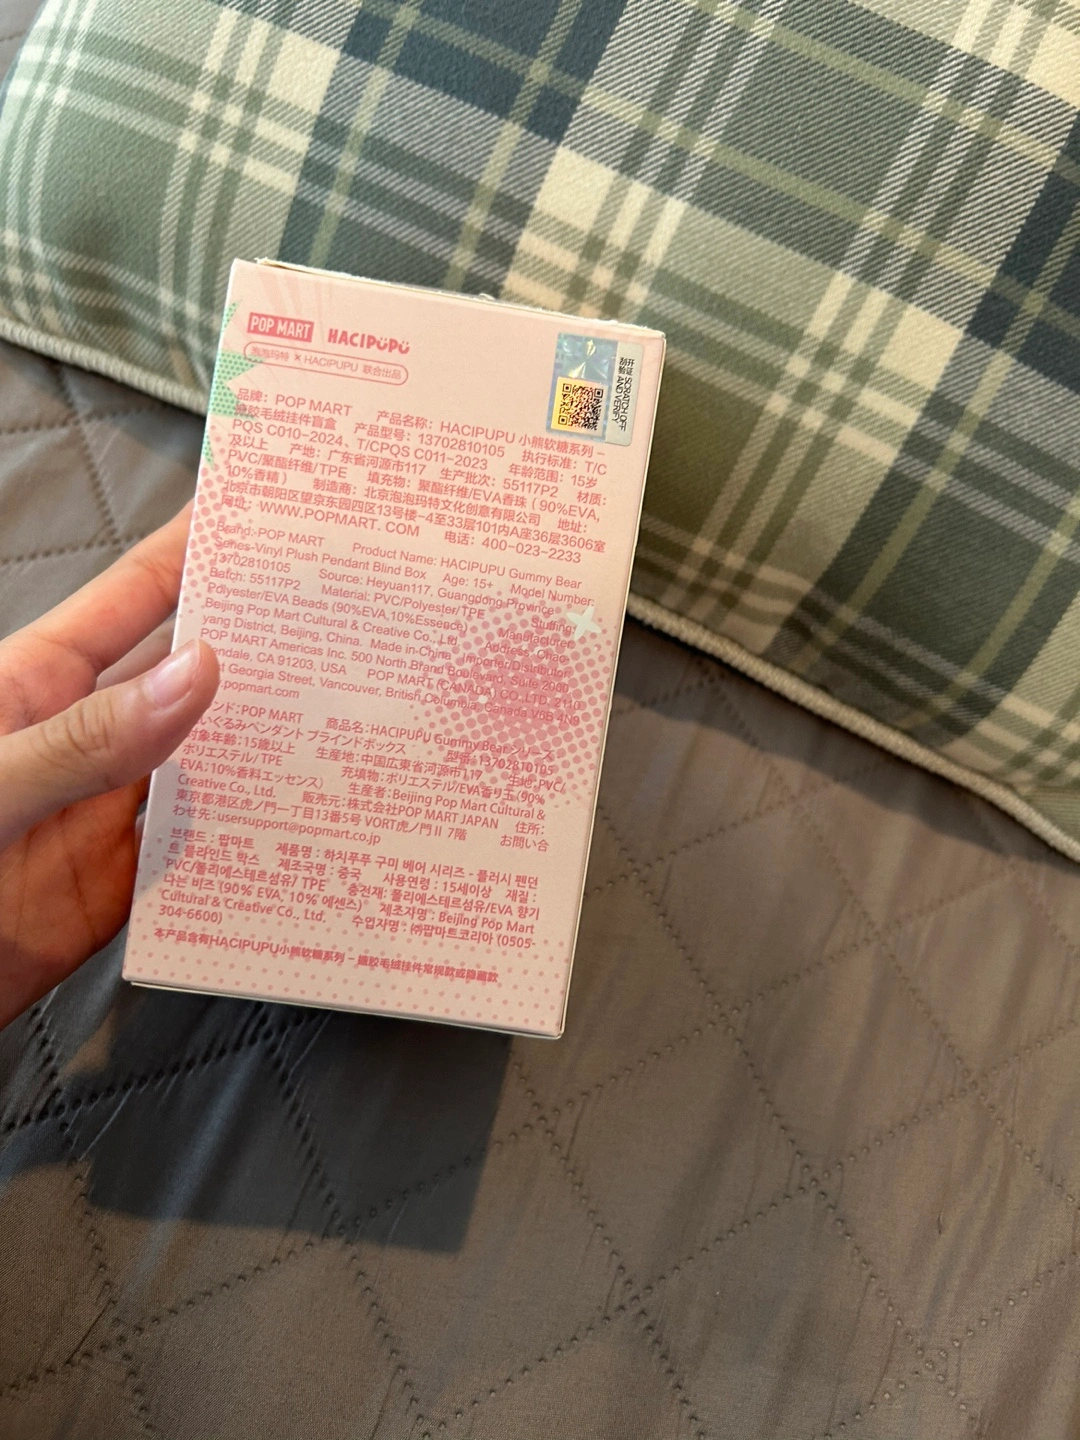 POP MART HACIPUPU
泡泡玛特 × HACIPUPU 联合出品
刮开验证 SCRATCH OFF AND VERIFY
品牌：POP MART 产品名称：HACIPUPU 小熊软糖系列－
搪胶毛绒挂件盲盒 产品型号：13702810105 执行标准：T/C
PQS C010-2024、T/CPQS C011-2023 年龄范围：15岁
及以上 产地：广东省河源市117 生产批次：55117P2 材质：
PVC/聚酯纤维/TPE 填充物：聚酯纤维/EVA香珠（90%EVA,
10%香精） 制造商：北京泡泡玛特文化创意有限公司 地址：
北京市朝阳区望京东园四区13号楼-4至33层101内A座36层3606室
网址：WWW.POPMART.COM 电话：400-023-2233
Brand: POP MART Product Name: HACIPUPU Gummy Bear
Series-Vinyl Plush Pendant Blind Box Age: 15+ Model Number:
13702810105 Source: Heyuan117, Guangdong Province
Batch: 55117P2 Material: PVC/Polyester/TPE Stuffing:
Polyester/EVA Beads (90%EVA,10%Essence) Manufacturer:
Beijing Pop Mart Cultural & Creative Co., Ltd Address: Chao-
yang District, Beijing, China. Made in China Importer/Distributor:
POP MART Americas Inc. 500 North Brand Boulevard, Suite 2000
endale, CA 91203, USA POP MART (CANADA) CO.,LTD. 2110
st Georgia Street, Vancouver, British Columbia, Canada V6B 4N9
popmart.com
ンド：POP MART 商品名：HACIPUPU Gummy Bear シリーズ
いぐるみペンダント ブラインドボックス 型番：13702810105
対象年齢：15歳以上 生産地：中国広東省河源市117 生地：PVC/
ポリエステル/TPE 充填物：ポリエステル/EVA香り玉（90%
EVA；10%香料エッセンス） 生産者：Beijing Pop Mart Cultural &
Creative Co., Ltd. 販売元：株式会社POP MART JAPAN 住所：
東京都港区虎ノ門一丁目13番5号 VORT虎ノ門Ⅱ 7階 お問い合
わせ先：usersupport@popmart.co.jp
브랜드 : 팝마트 제품명 : 하치푸푸 구미 베어 시리즈 - 플러시 펜던
트 블라인드 박스 제조국명 : 중국 사용연령 : 15세이상 재질 :
PVC/폴리에스테르섬유/ TPE 충전재: 폴리에스테르섬유/EVA 향기
나는 비즈 (90% EVA, 10% 에센스) 제조자명 : Beijing Pop Mart
Cultural & Creative Co., Ltd. 수입자명 : ㈜팝마트코리아 (0505-
304-6600)
本产品含有HACIPUPU小熊软糖系列－搪胶毛绒挂件常规款或隐藏款